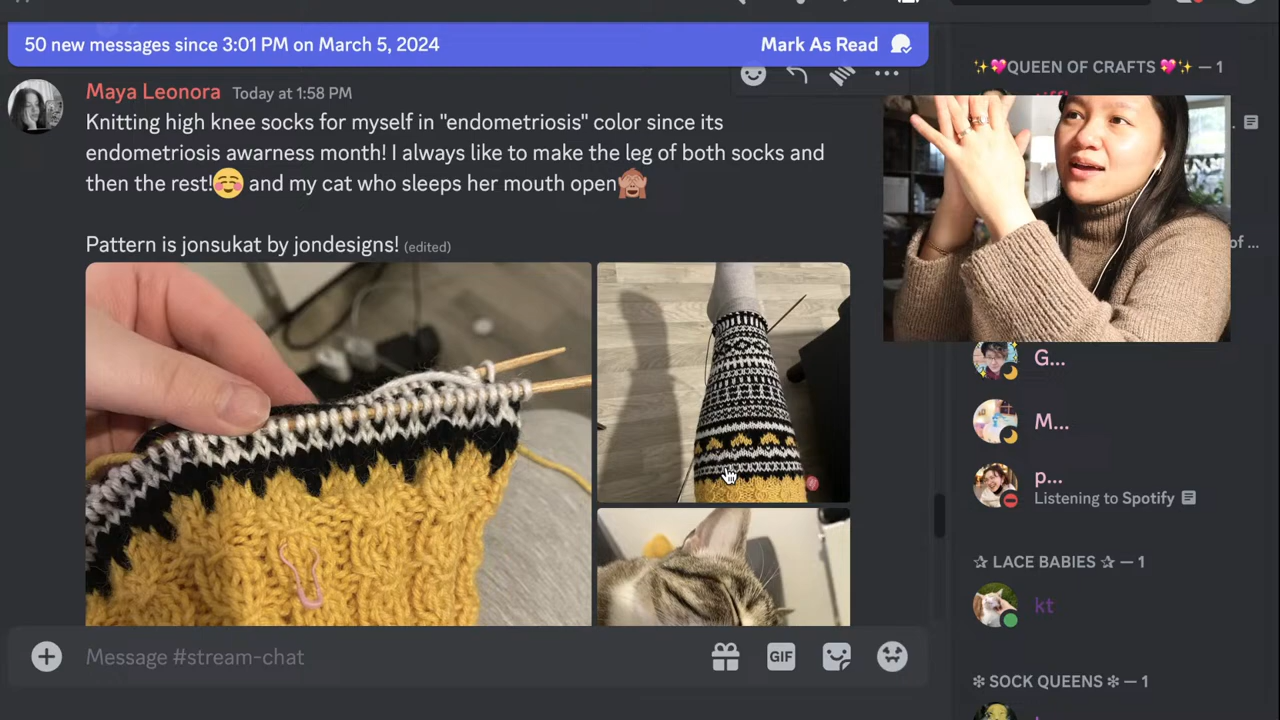 50 new messages since 3:01 PM on March 5, 2024
Mark As Read
✨💖QUEEN OF CRAFTS 💖✨ — 1
Maya Leonora Today at 1:58 PM
Knitting high knee socks for myself in "endometriosis" color since its
endometriosis awarness month! I always like to make the leg of both socks and
then the rest!☺️ and my cat who sleeps her mouth open🙈
Pattern is jonsukat by jondesigns! (edited)
of ...
G...
M...
p...
Listening to Spotify
✰ LACE BABIES ✰ — 1
kt
❇ SOCK QUEENS ❇ — 1
Message #stream-chat
GIF